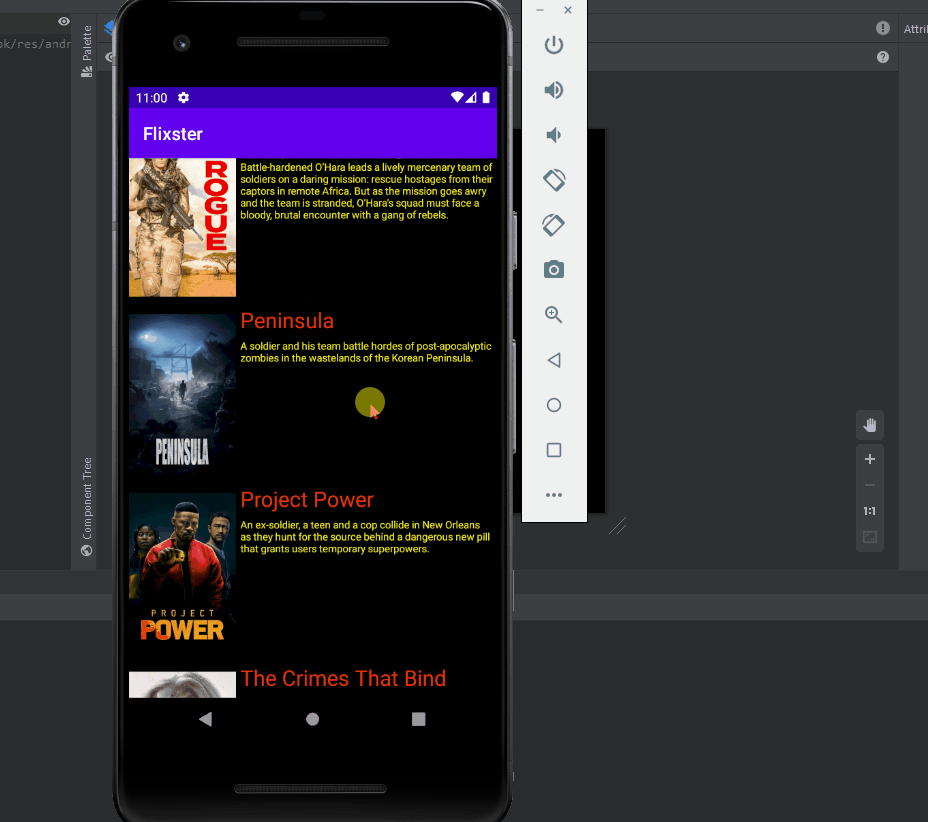 ok/res/andr
Palette
Attri
11:00
Flixster
ROGUE
Battle-hardened O'Hara leads a lively mercenary team of
soldiers on a daring mission: rescue hostages from their
captors in remote Africa. But as the mission goes awry
and the team is stranded, O'Hara's squad must face a
bloody, brutal encounter with a gang of rebels.
Peninsula
A soldier and his team battle hordes of post-apocalyptic
zombies in the wastelands of the Korean Peninsula.
PENINSULA
Component Tree
1:1
Project Power
An ex-soldier, a teen and a cop collide in New Orleans
as they hunt for the source behind a dangerous new pill
that grants users temporary superpowers.
PROJECT
POWER
The Crimes That Bind